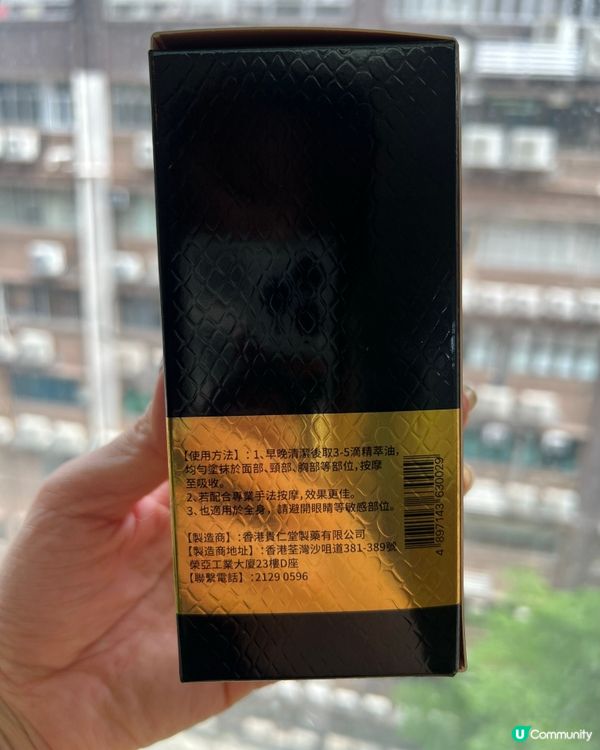 【使用方法】:1、早晚清潔後取3-5滴精萃油,
均勻塗抹於面部、頸部、胸部等部位,按摩
至吸收。
2、若配合專業手法按摩,效果更佳。
3、也適用於全身，請避開眼睛等敏感部位。
【製造商】:香港貴仁堂製藥有限公司
【製造商地址】:香港荃灣沙咀道381-389號
榮亞工業大廈23樓D座
【聯繫電話】:2129 0596
4 897143 630029
U Community